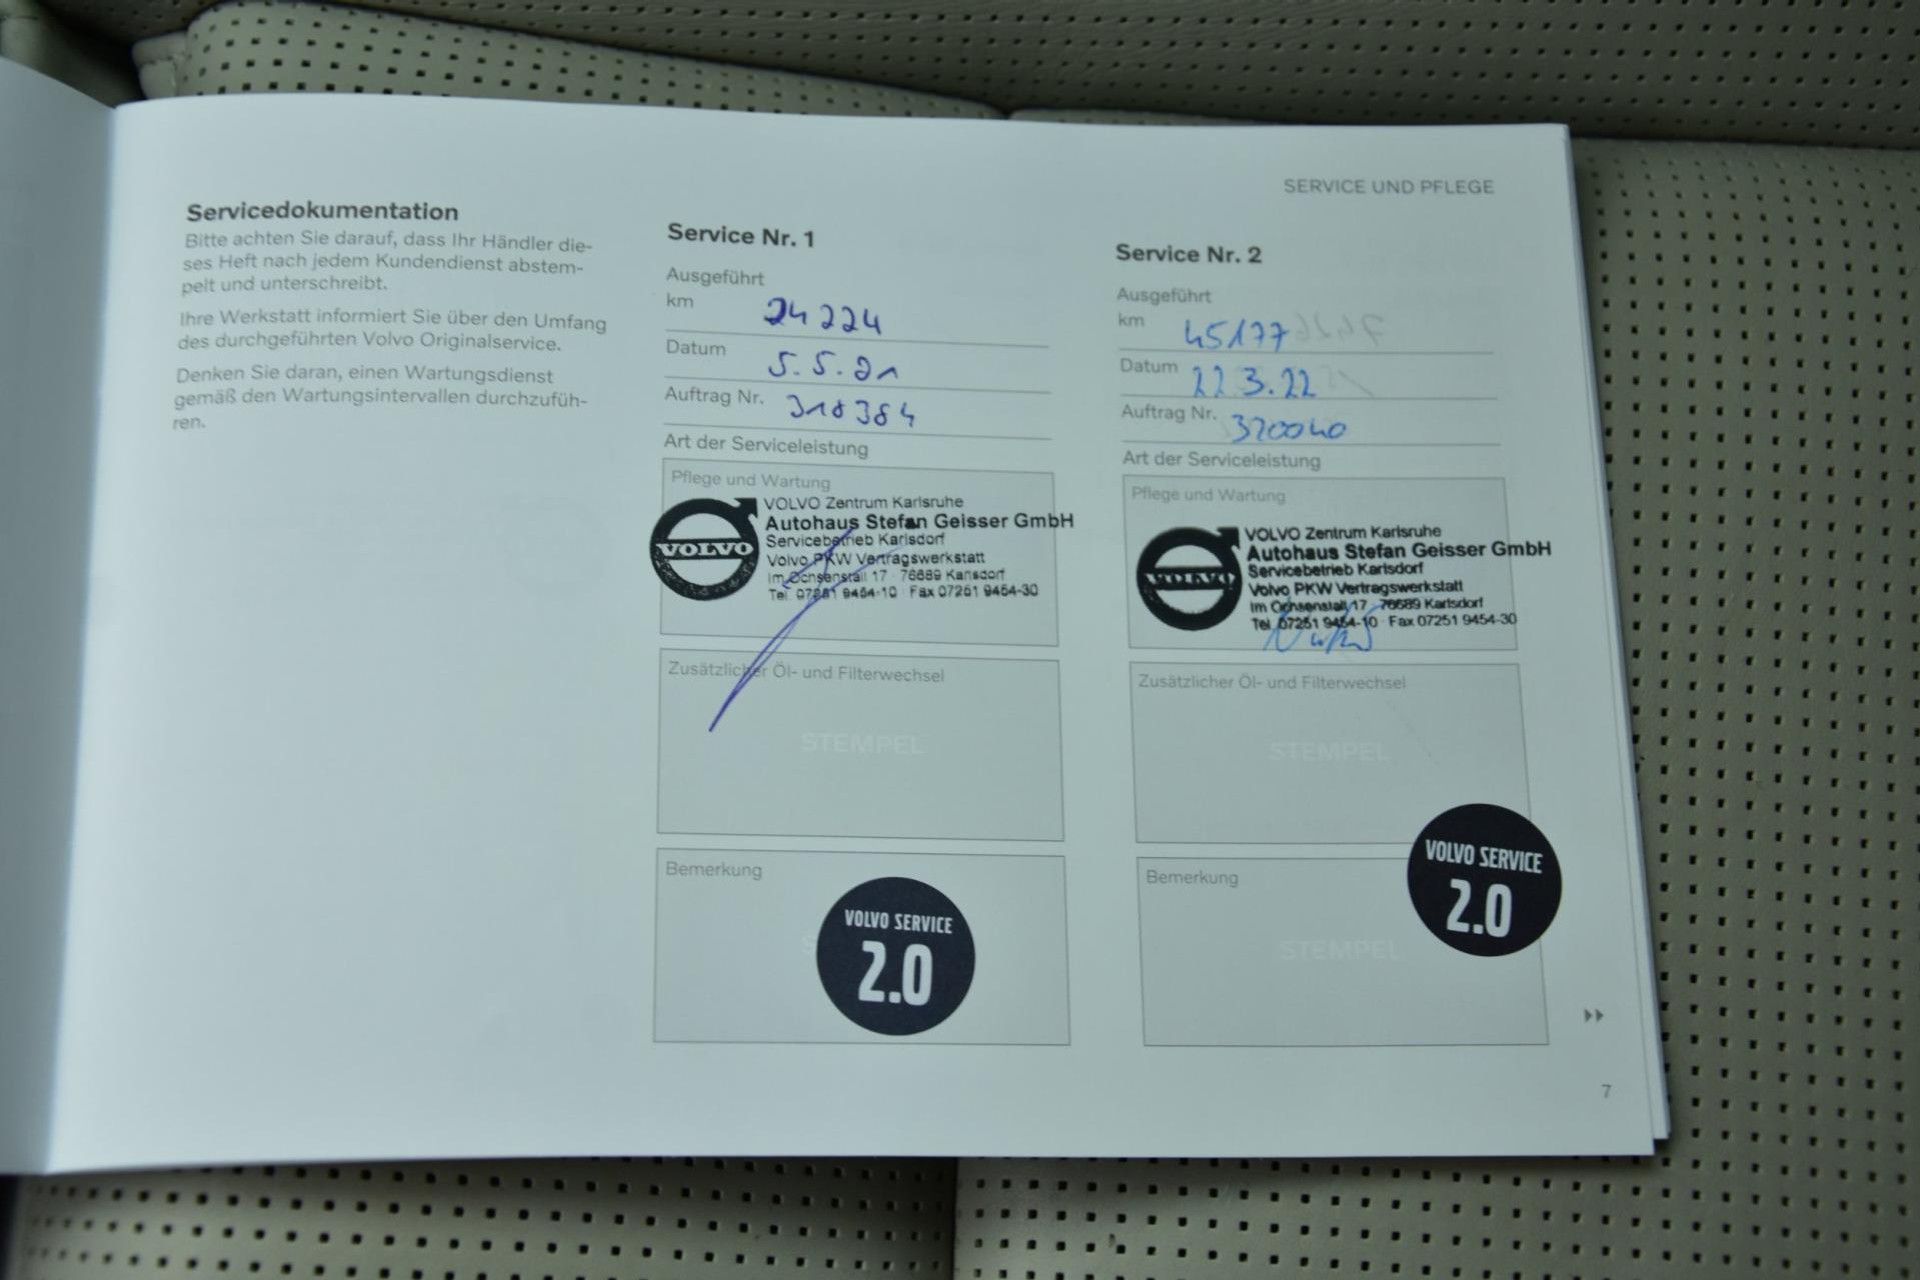 Servicedokumentation
Bitte achten Sie darauf, dass Ihr Händler die-
ses Heft nach jedem Kundendienst abstem-
pelt und unterschreibt.
Ihre Werkstatt informiert Sie über den Umfang
des durchgeführten Volvo Originalservice.
Denken Sie daran, einen Wartungsdienst
gemäß den Wartungsintervallen durchzufüh-
ren.
Service Nr. 1
Ausgeführt
km 24 224
Datum 5.5.21
Auftrag Nr. 318384
Art der Serviceleistung
Pflege und Wartung
VOLVO
VOLVO Zentrum Karlsruhe
Autohaus Stefan Geisser GmbH
Servicebetrieb Karlsdorf
Volvo PKW Vertragswerkstatt
Im Ochsenstall 17 · 76689 Karlsdorf
Tel. 07251 9454-10 · Fax 07251 9454-30
Zusätzlicher Öl- und Filterwechsel
STEMPEL
Bemerkung
VOLVO SERVICE
2.0
SERVICE UND PFLEGE
Service Nr. 2
Ausgeführt
km 45177
Datum 22.3.22
Auftrag Nr. 320040
Art der Serviceleistung
Pflege und Wartung
VOLVO
VOLVO Zentrum Karlsruhe
Autohaus Stefan Geisser GmbH
Servicebetrieb Karlsdorf
Volvo PKW Vertragswerkstatt
Im Ochsenstall 17 · 76689 Karlsdorf
Tel. 07251 9454-10 · Fax 07251 9454-30
Zusätzlicher Öl- und Filterwechsel
STEMPEL
Bemerkung
STEMPEL
VOLVO SERVICE
2.0
7